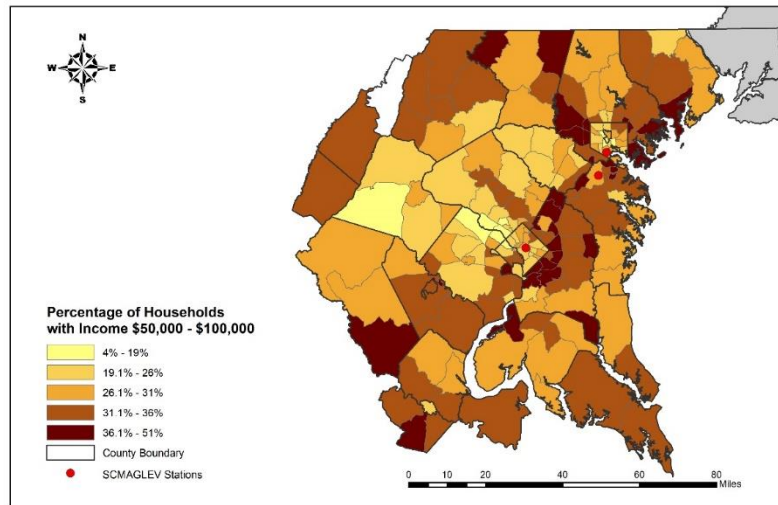 N
W E
S
Percentage of Households
with Income $50,000 - $100,000
4% - 19%
19.1% - 26%
26.1% - 31%
31.1% - 36%
36.1% - 51%
County Boundary
SCMAGLEV Stations
0 10 20 40 60 80
Miles